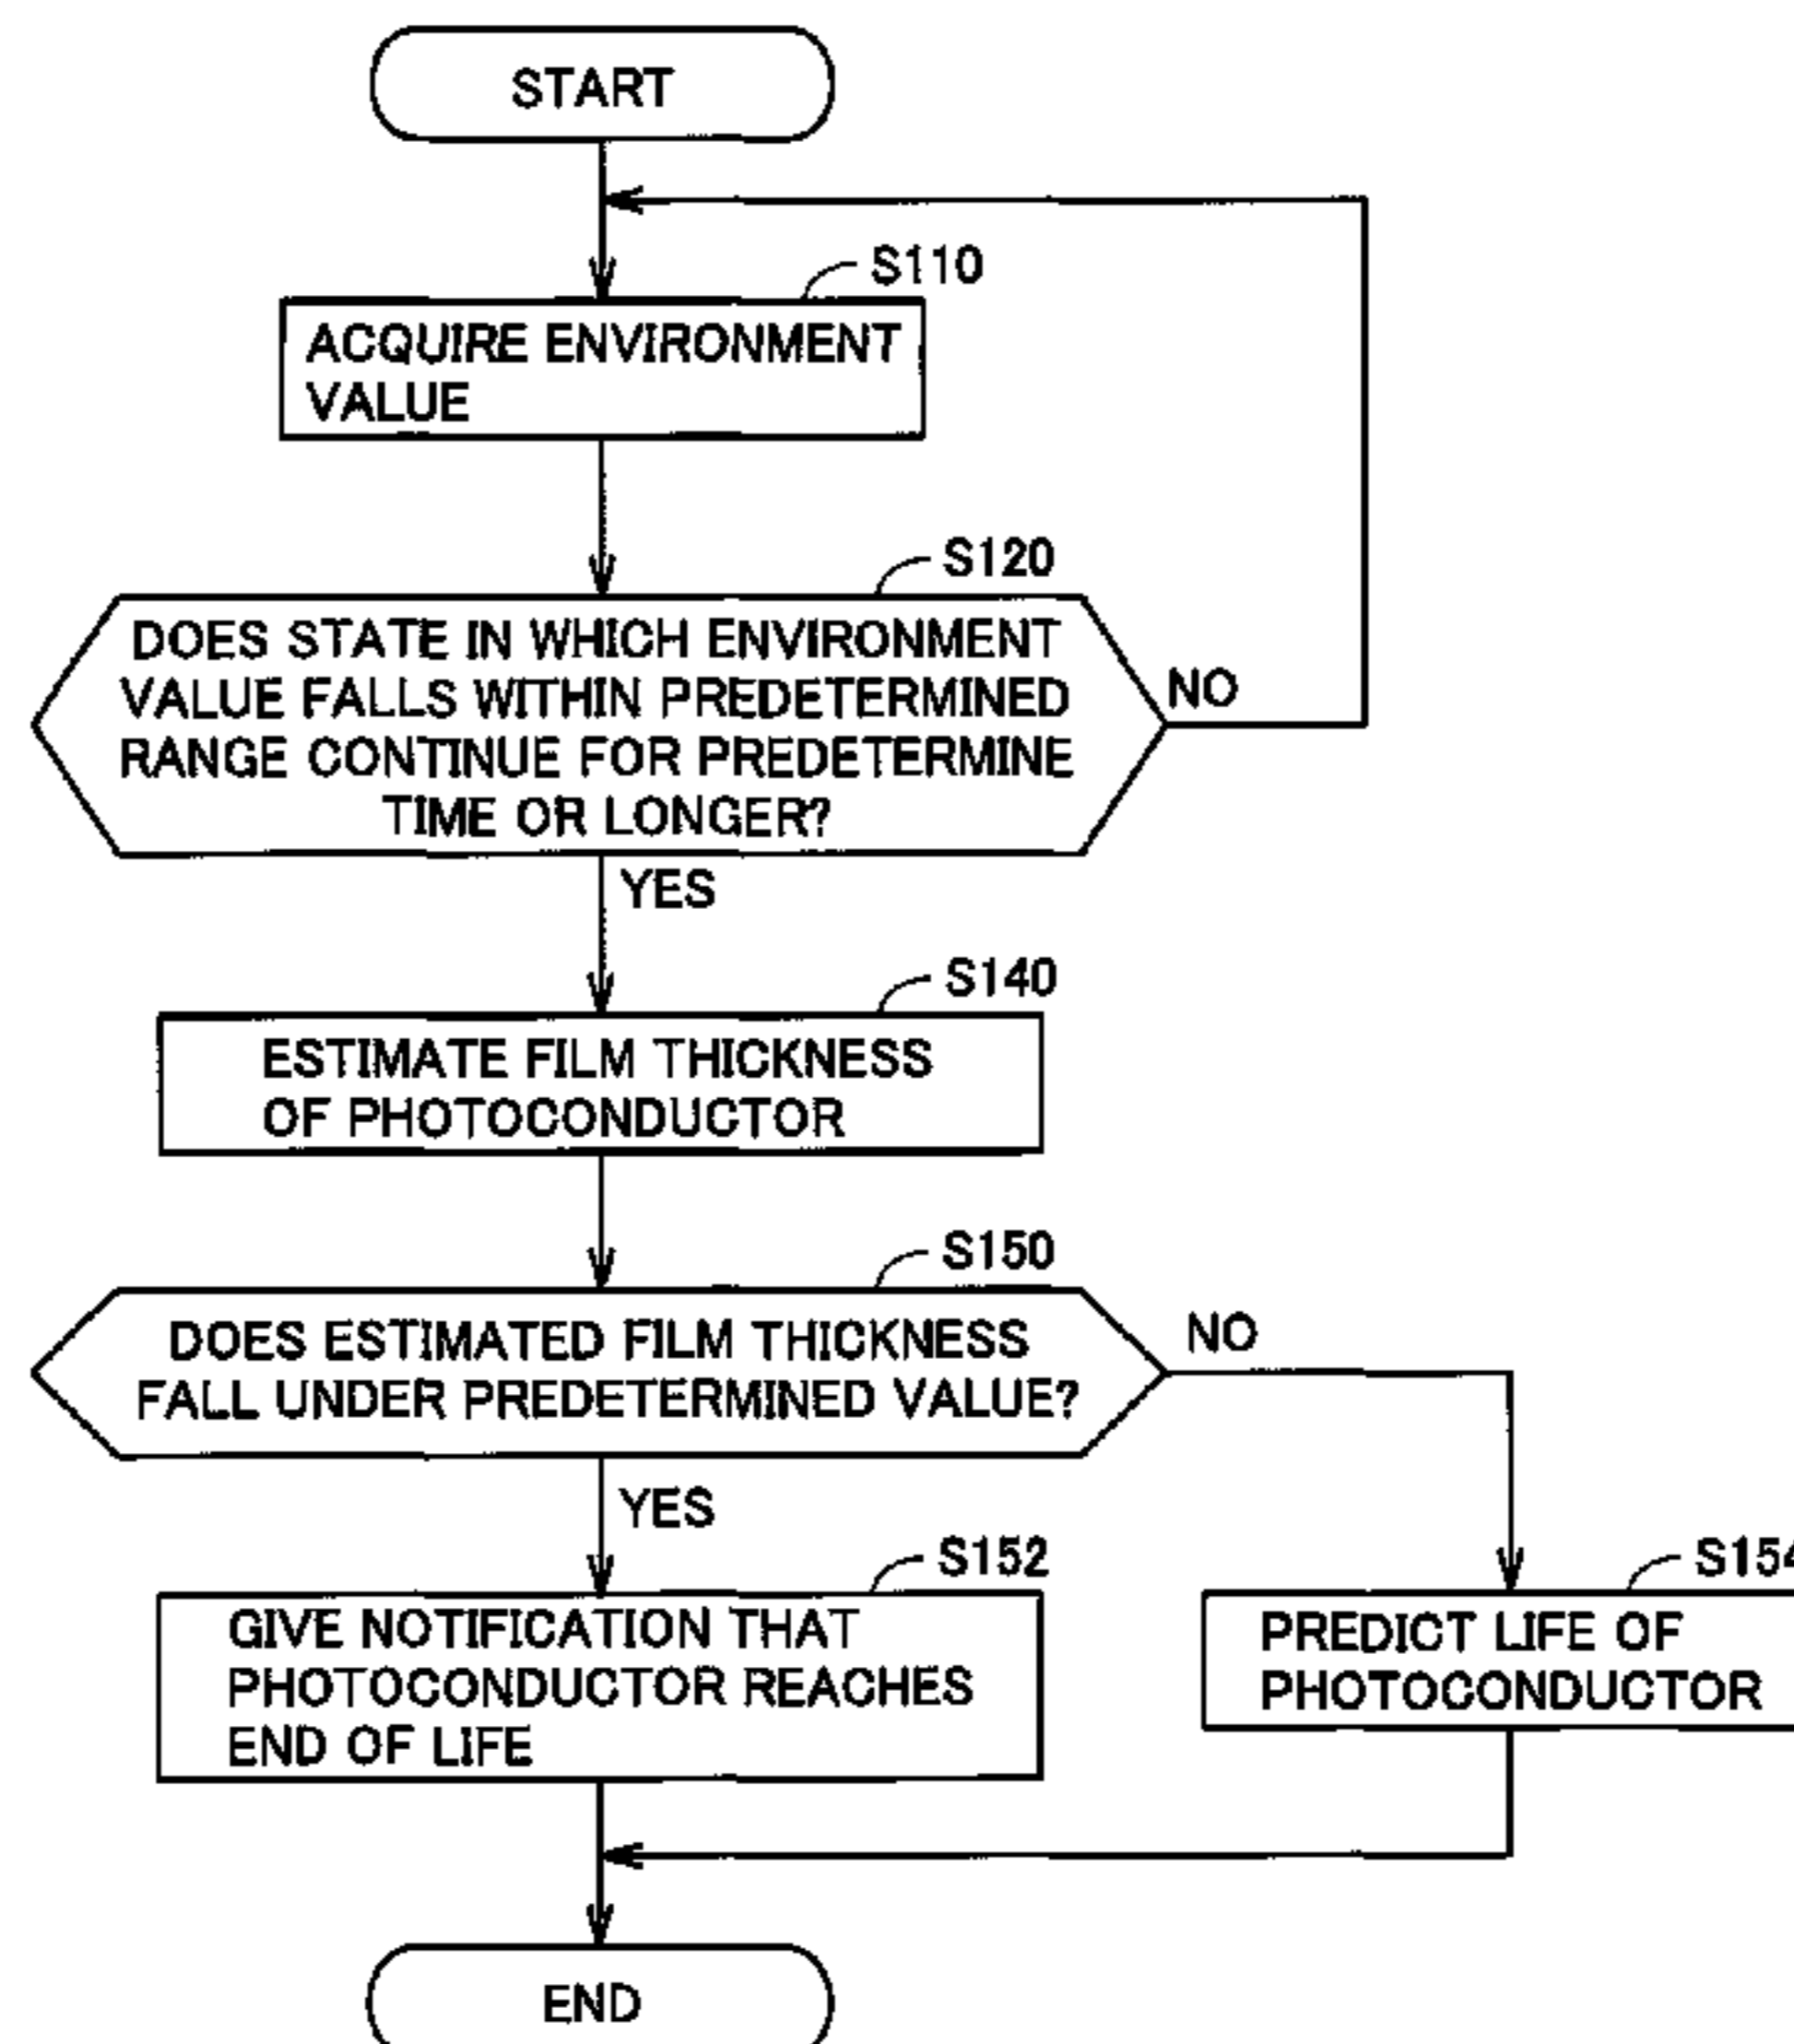 START
S110
ACQUIRE ENVIRONMENT
VALUE
S120
DOES STATE IN WHICH ENVIRONMENT
VALUE FALLS WITHIN PREDETERMINED
RANGE CONTINUE FOR PREDETERMINE
TIME OR LONGER?
NO
YES
S140
ESTIMATE FILM THICKNESS
OF PHOTOCONDUCTOR
S150
DOES ESTIMATED FILM THICKNESS
FALL UNDER PREDETERMINED VALUE?
NO
YES
S152
GIVE NOTIFICATION THAT
PHOTOCONDUCTOR REACHES
END OF LIFE
S154
PREDICT LIFE OF
PHOTOCONDUCTOR
END